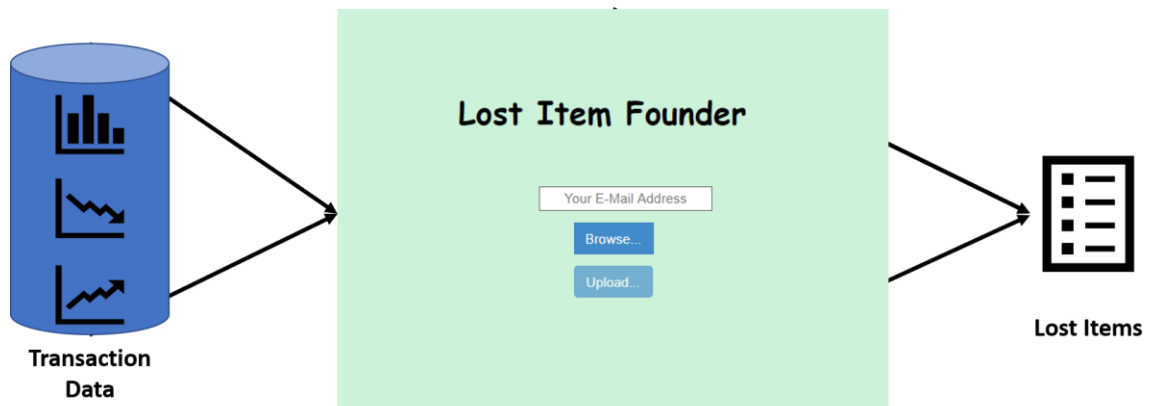 Lost Item Founder
Your E-Mail Address
Browse...
Upload...
Transaction
Data
Lost Items